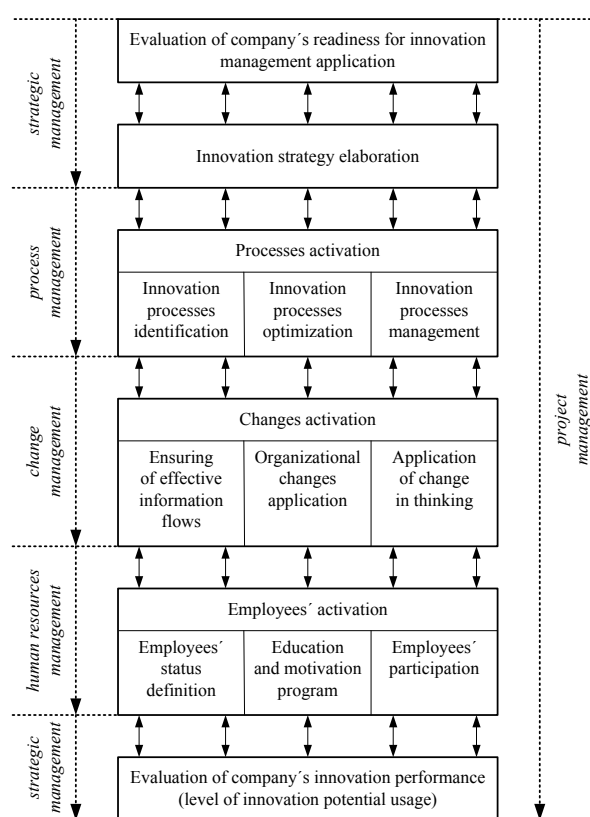 Evaluation of company´s readiness for innovation
management application
strategic
management
Innovation strategy elaboration
process
management
Processes activation
Innovation
processes
identification
Innovation
processes
optimization
Innovation
processes
management
change
management
Changes activation
Ensuring
of effective
information
flows
Organizational
changes
application
Application
of change
in thinking
project
management
human resources
management
Employees´ activation
Employees´
status
definition
Education
and motivation
program
Employees´
participation
strategic
management
Evaluation of company´s innovation performance
(level of innovation potential usage)